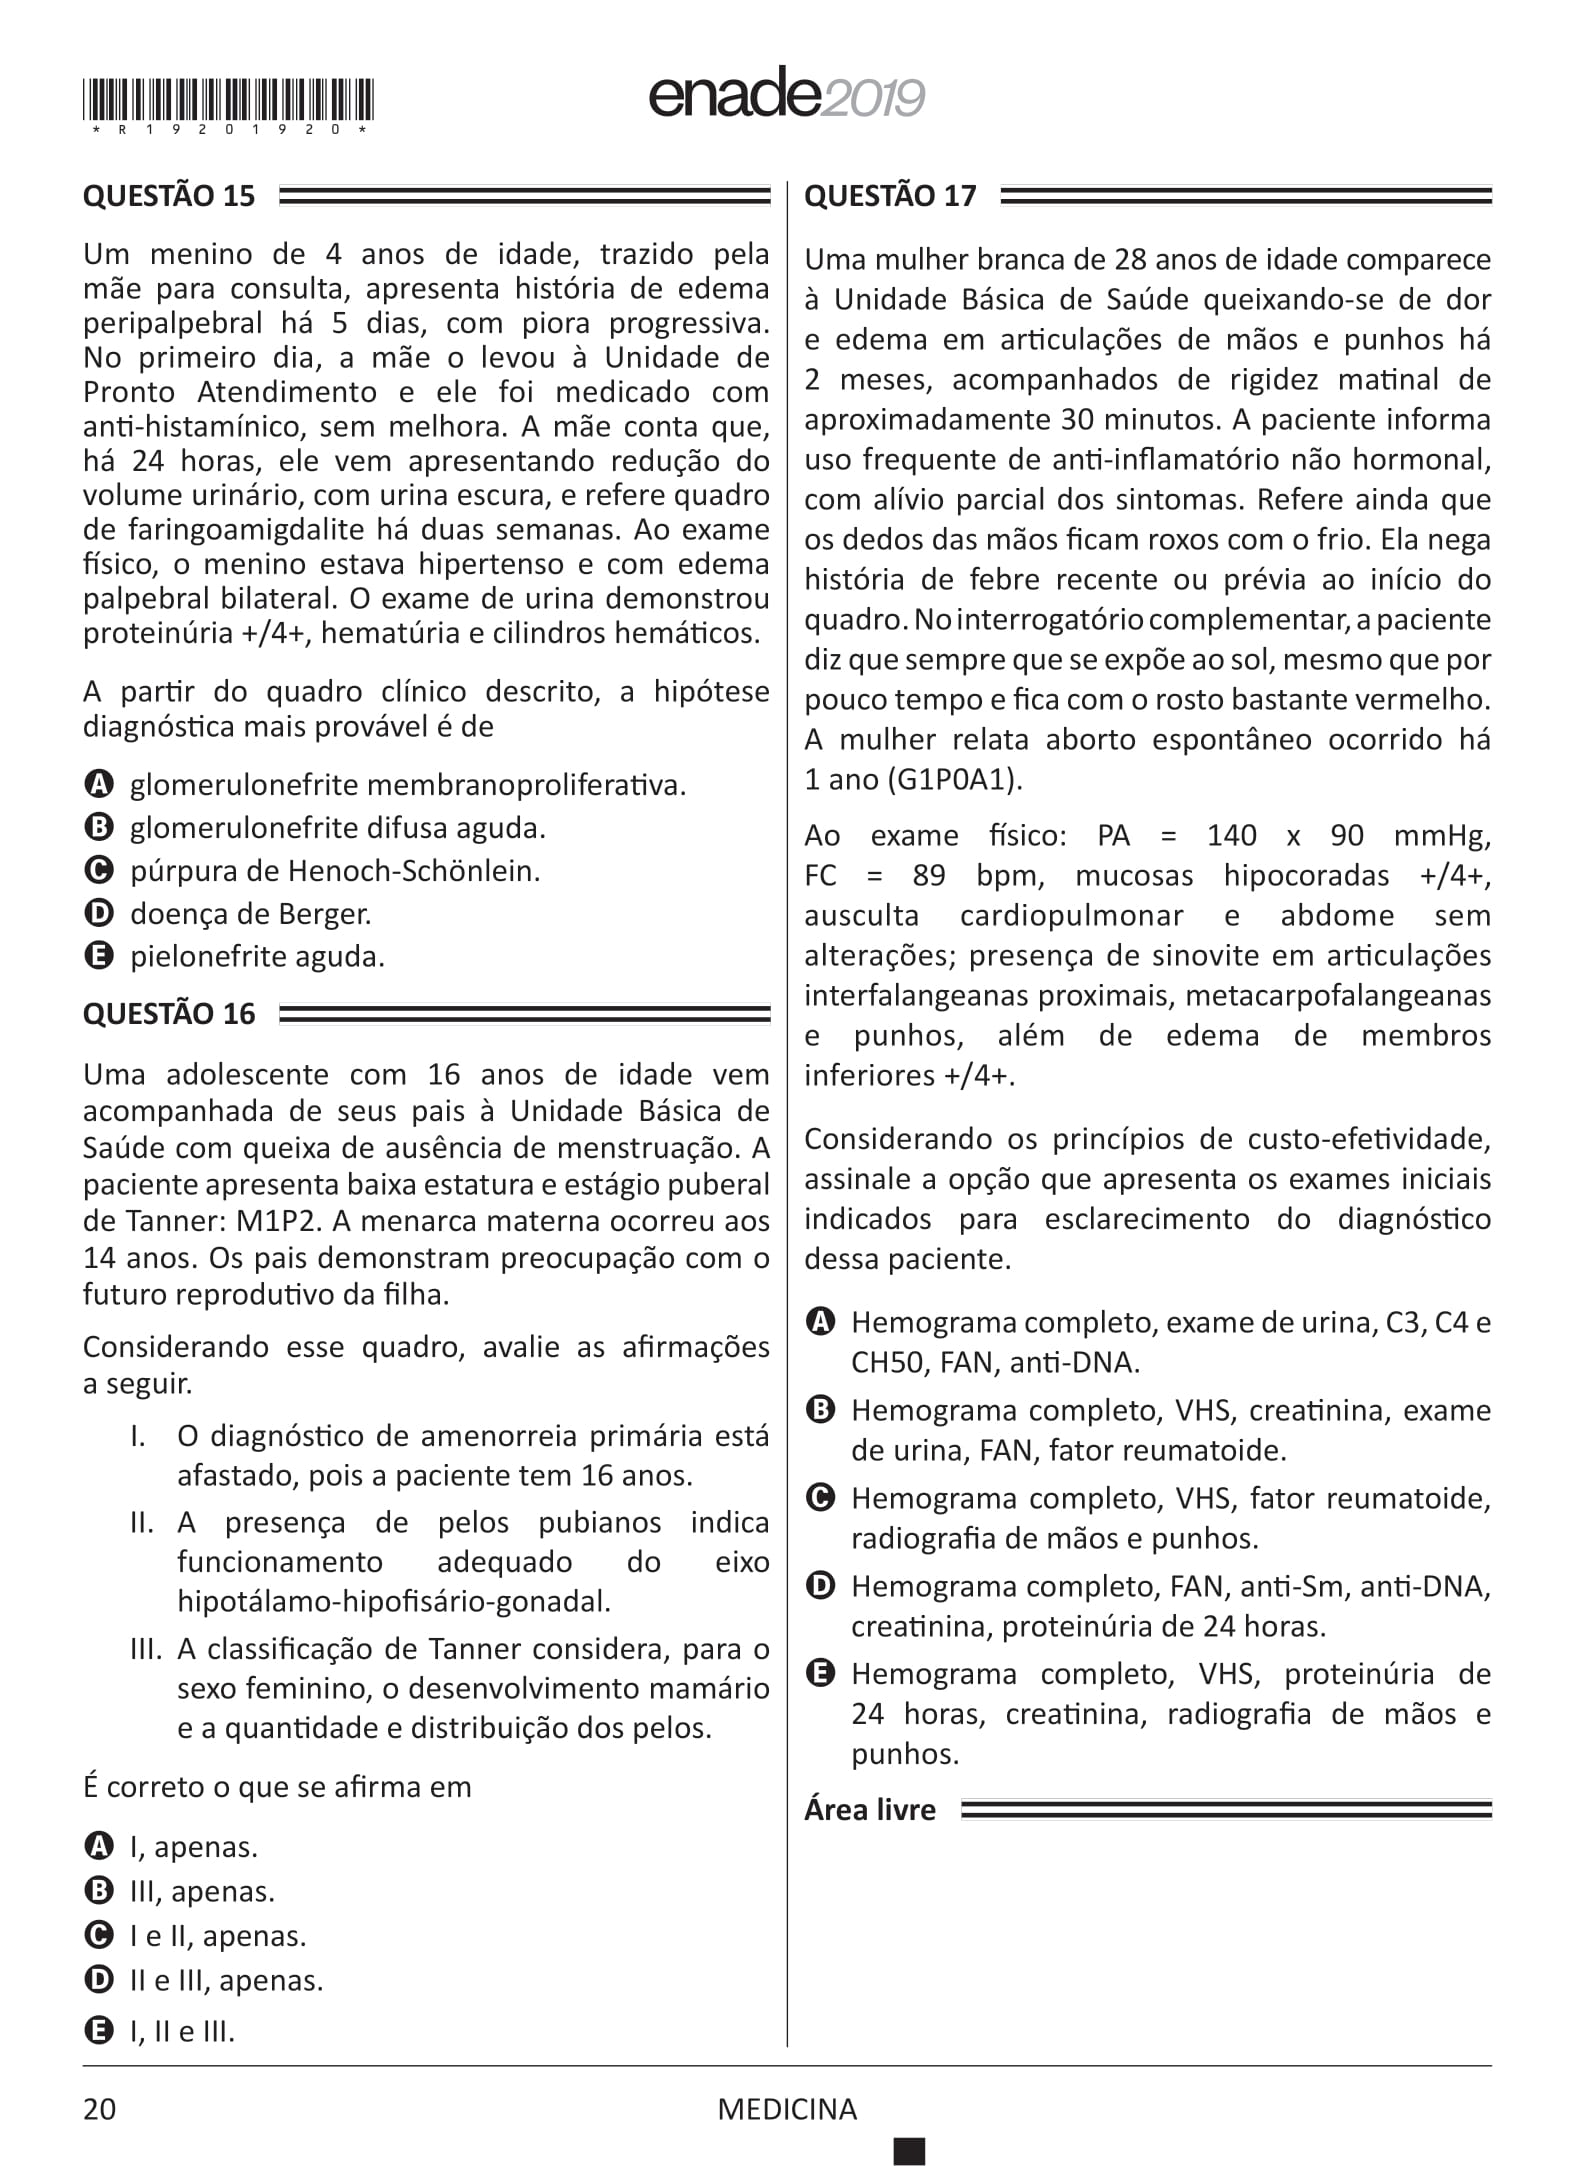 *R19201920*
enade2019
QUESTÃO 15
Um menino de 4 anos de idade, trazido pela
mãe para consulta, apresenta história de edema
peripalpebral há 5 dias, com piora progressiva.
No primeiro dia, a mãe o levou à Unidade de
Pronto Atendimento e ele foi medicado com
anti-histamínico, sem melhora. A mãe conta que,
há 24 horas, ele vem apresentando redução do
volume urinário, com urina escura, e refere quadro
de faringoamigdalite há duas semanas. Ao exame
físico, o menino estava hipertenso e com edema
palpebral bilateral. O exame de urina demonstrou
proteinúria +/4+, hematúria e cilindros hemáticos.
A partir do quadro clínico descrito, a hipótese
diagnóstica mais provável é de
A glomerulonefrite membranoproliferativa.
B glomerulonefrite difusa aguda.
C púrpura de Henoch-Schönlein.
D doença de Berger.
E pielonefrite aguda.
QUESTÃO 16
Uma adolescente com 16 anos de idade vem
acompanhada de seus pais à Unidade Básica de
Saúde com queixa de ausência de menstruação. A
paciente apresenta baixa estatura e estágio puberal
de Tanner: M1P2. A menarca materna ocorreu aos
14 anos. Os pais demonstram preocupação com o
futuro reprodutivo da filha.
Considerando esse quadro, avalie as afirmações
a seguir.
I. O diagnóstico de amenorreia primária está
afastado, pois a paciente tem 16 anos.
II. A presença de pelos pubianos indica
funcionamento adequado do eixo
hipotálamo-hipofisário-gonadal.
III. A classificação de Tanner considera, para o
sexo feminino, o desenvolvimento mamário
e a quantidade e distribuição dos pelos.
É correto o que se afirma em
A I, apenas.
B III, apenas.
C I e II, apenas.
D II e III, apenas.
E I, II e III.
QUESTÃO 17
Uma mulher branca de 28 anos de idade comparece
à Unidade Básica de Saúde queixando-se de dor
e edema em articulações de mãos e punhos há
2 meses, acompanhados de rigidez matinal de
aproximadamente 30 minutos. A paciente informa
uso frequente de anti-inflamatório não hormonal,
com alívio parcial dos sintomas. Refere ainda que
os dedos das mãos ficam roxos com o frio. Ela nega
história de febre recente ou prévia ao início do
quadro. No interrogatório complementar, a paciente
diz que sempre que se expõe ao sol, mesmo que por
pouco tempo e fica com o rosto bastante vermelho.
A mulher relata aborto espontâneo ocorrido há
1 ano (G1P0A1).
Ao exame físico: PA = 140 x 90 mmHg,
FC = 89 bpm, mucosas hipocoradas +/4+,
ausculta cardiopulmonar e abdome sem
alterações; presença de sinovite em articulações
interfalangeanas proximais, metacarpofalangeanas
e punhos, além de edema de membros
inferiores +/4+.
Considerando os princípios de custo-efetividade,
assinale a opção que apresenta os exames iniciais
indicados para esclarecimento do diagnóstico
dessa paciente.
A Hemograma completo, exame de urina, C3, C4 e
CH50, FAN, anti-DNA.
B Hemograma completo, VHS, creatinina, exame
de urina, FAN, fator reumatoide.
C Hemograma completo, VHS, fator reumatoide,
radiografia de mãos e punhos.
D Hemograma completo, FAN, anti-Sm, anti-DNA,
creatinina, proteinúria de 24 horas.
E Hemograma completo, VHS, proteinúria de
24 horas, creatinina, radiografia de mãos e
punhos.
Área livre
20
MEDICINA